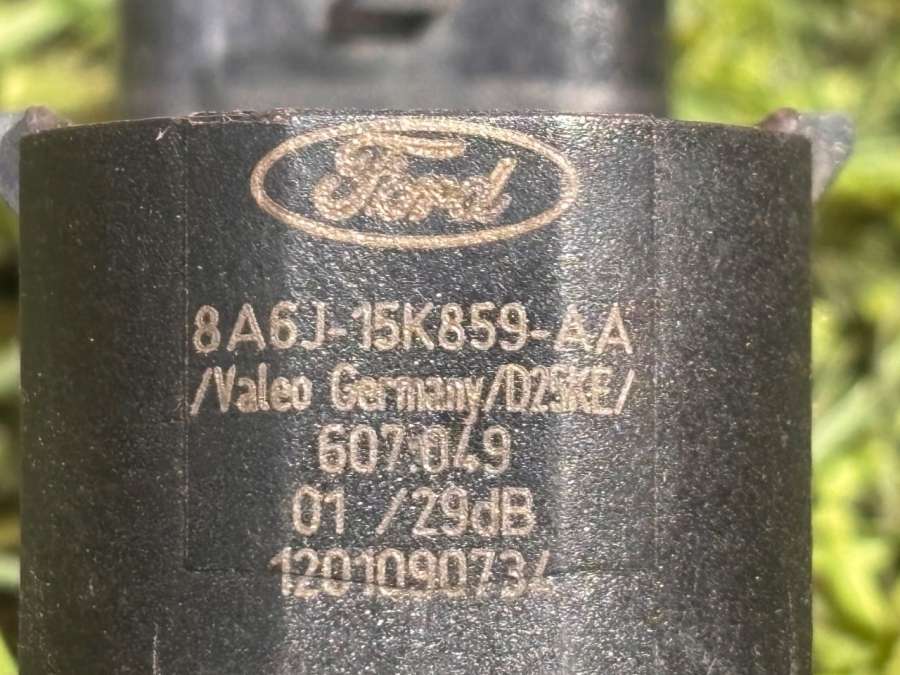 Ford
8A6J-15K859-AA
/Valeo Germany/D25KE/
607.049
01 /29dB
1201090734